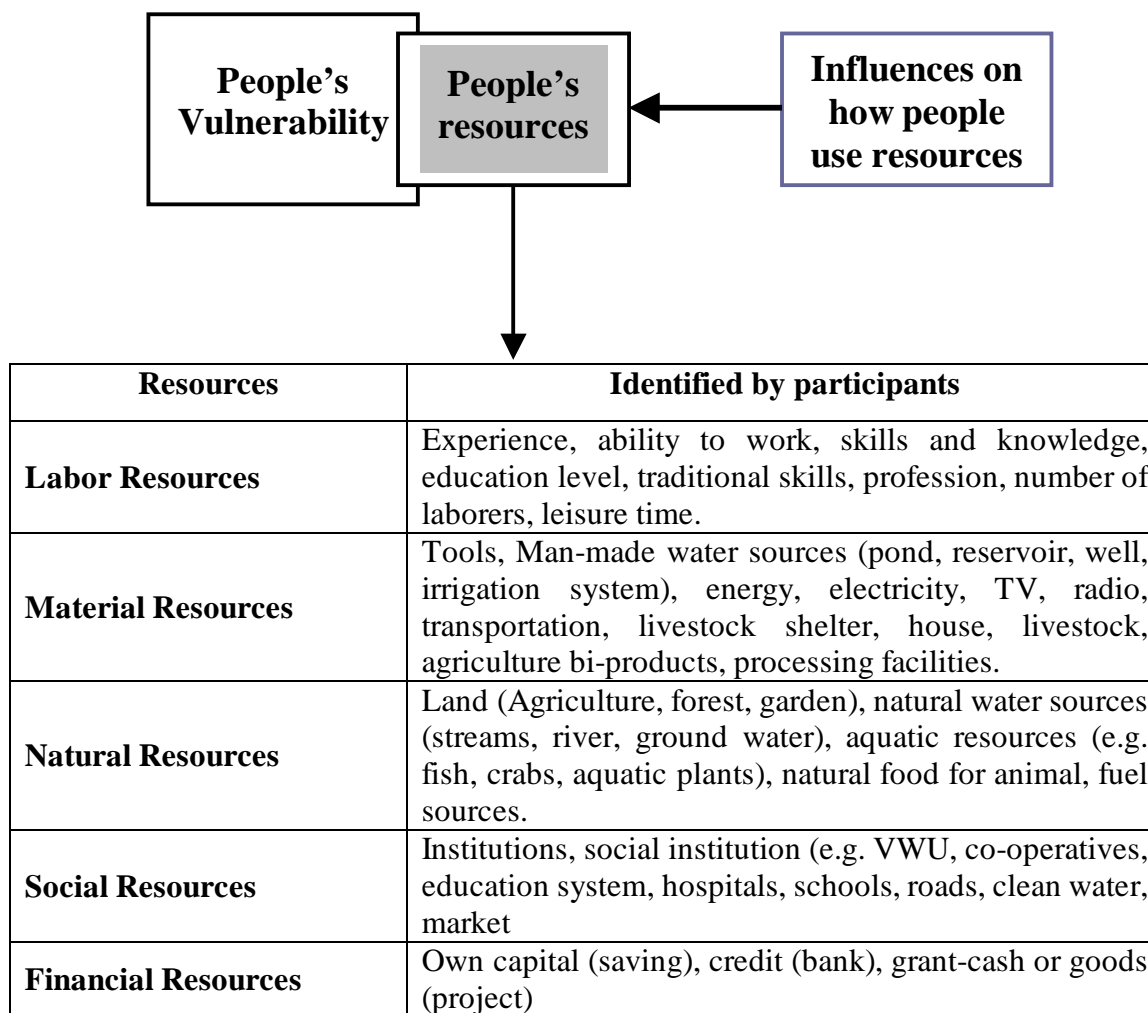 People’s
Vulnerability
People’s
resources
Influences on
how people
use resources
Resources
Identified by participants
Labor Resources
Experience, ability to work, skills and knowledge,
education level, traditional skills, profession, number of
laborers, leisure time.
Material Resources
Tools, Man-made water sources (pond, reservoir, well,
irrigation system), energy, electricity, TV, radio,
transportation, livestock shelter, house, livestock,
agriculture bi-products, processing facilities.
Natural Resources
Land (Agriculture, forest, garden), natural water sources
(streams, river, ground water), aquatic resources (e.g.
fish, crabs, aquatic plants), natural food for animal, fuel
sources.
Social Resources
Institutions, social institution (e.g. VWU, co-operatives,
education system, hospitals, schools, roads, clean water,
market
Financial Resources
Own capital (saving), credit (bank), grant-cash or goods
(project)